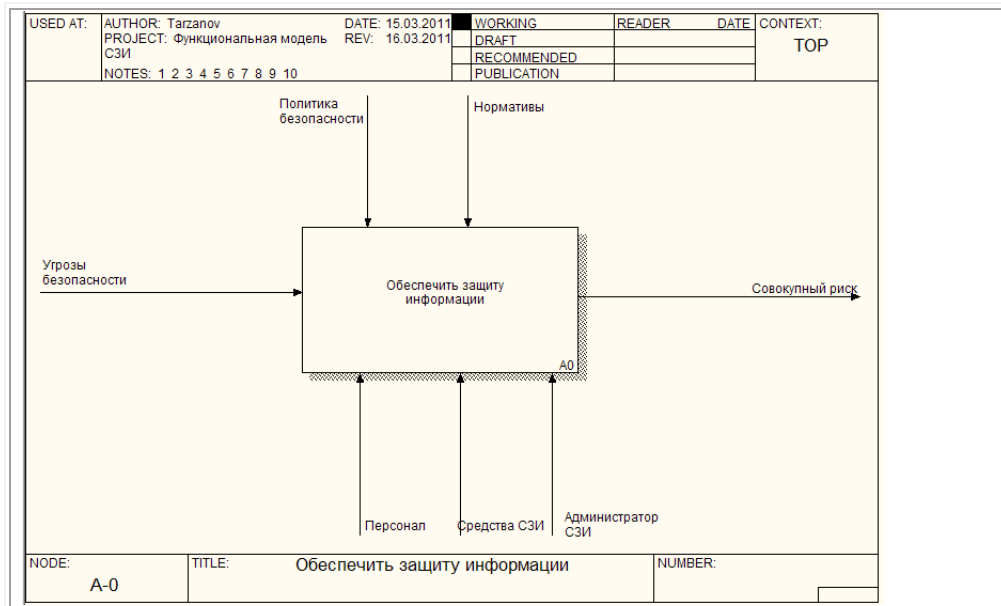 USED AT:
AUTHOR: Tarzanov
DATE: 15.03.2011
PROJECT: Функциональная модель
СЗИ
REV: 16.03.2011
NOTES: 1 2 3 4 5 6 7 8 9 10
WORKING
DRAFT
RECOMMENDED
PUBLICATION
READER
DATE
CONTEXT:
TOP
Политика
безопасности
Нормативы
Угрозы
безопасности
Обеспечить защиту
информации
A0
Совокупный риск
Персонал
Средства СЗИ
Администратор
СЗИ
NODE:
A-0
TITLE:
Обеспечить защиту информации
NUMBER: